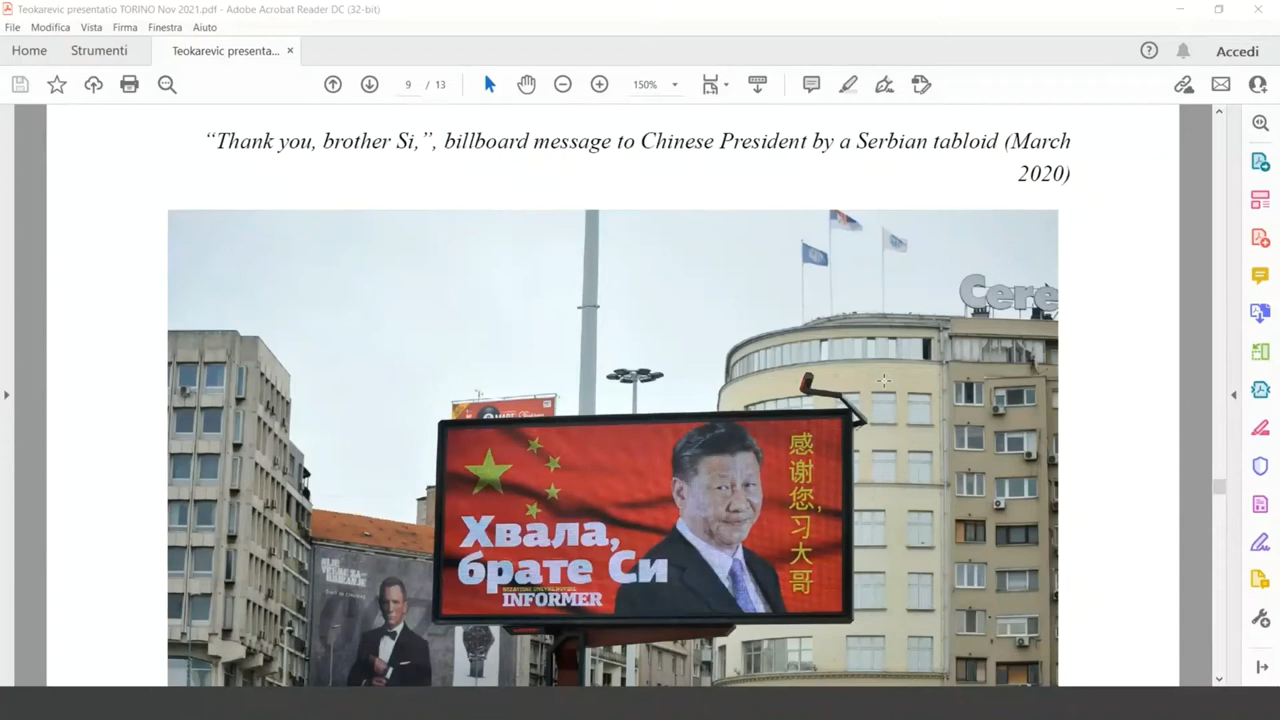 Teokarevic presentatio TORINO Nov 2021.pdf - Adobe Acrobat Reader DC (32-bit)
File Modifica Vista Firma Finestra Aiuto
Home Strumenti Teokarevic presenta... × Accedi
9 / 13 150%
“Thank you, brother Si,”, billboard message to Chinese President by a Serbian tabloid (March
2020)
Cere
Хвала,
брате Си
INFORMER
感谢您,习大哥